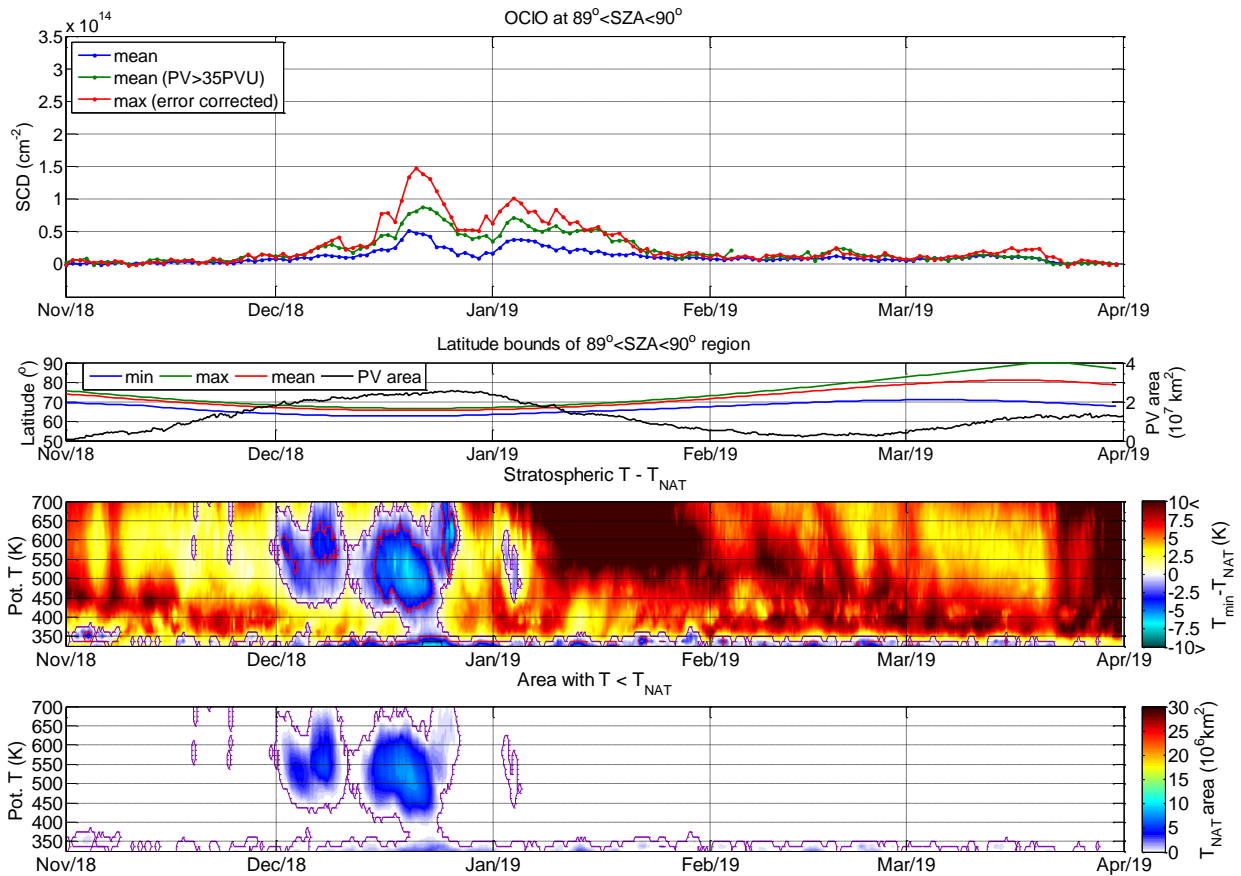 OClO at 89°<SZA<90°
x 10^14
3.5
3
2.5
2
1.5
1
0.5
0
SCD (cm^-2)
mean
mean (PV>35PVU)
max (error corrected)
Nov/18 Dec/18 Jan/19 Feb/19 Mar/19 Apr/19
Latitude bounds of 89°<SZA<90° region
90
80
70
60
50
Latitude (°)
min max mean PV area
4
2
0
PV area
(10^7 km^2)
Nov/18 Dec/18 Jan/19 Feb/19 Mar/19 Apr/19
Stratospheric T - T_NAT
700
650
600
550
500
450
400
350
Pot. T (K)
10<
7.5
5
2.5
0
-2.5
-5
-7.5
-10>
T_min-T_NAT (K)
Nov/18 Dec/18 Jan/19 Feb/19 Mar/19 Apr/19
Area with T < T_NAT
700
650
600
550
500
450
400
350
Pot. T (K)
30
25
20
15
10
5
0
T_NAT area (10^6km^2)
Nov/18 Dec/18 Jan/19 Feb/19 Mar/19 Apr/19